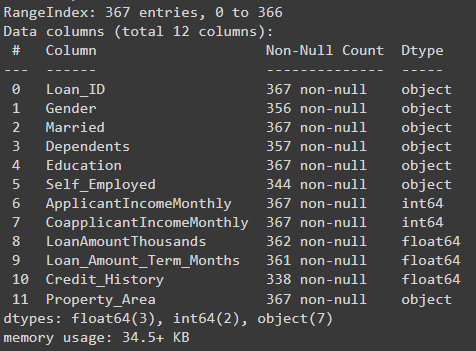 RangeIndex: 367 entries, 0 to 366
Data columns (total 12 columns):
 #   Column                   Non-Null Count  Dtype
---  ------                   --------------  -----
 0   Loan_ID                  367 non-null    object
 1   Gender                   356 non-null    object
 2   Married                  367 non-null    object
 3   Dependents               357 non-null    object
 4   Education                367 non-null    object
 5   Self_Employed            344 non-null    object
 6   ApplicantIncomeMonthly   367 non-null    int64
 7   CoapplicantIncomeMonthly 367 non-null    int64
 8   LoanAmountThousands      362 non-null    float64
 9   Loan_Amount_Term_Months  361 non-null    float64
 10  Credit_History           338 non-null    float64
 11  Property_Area            367 non-null    object
dtypes: float64(3), int64(2), object(7)
memory usage: 34.5+ KB